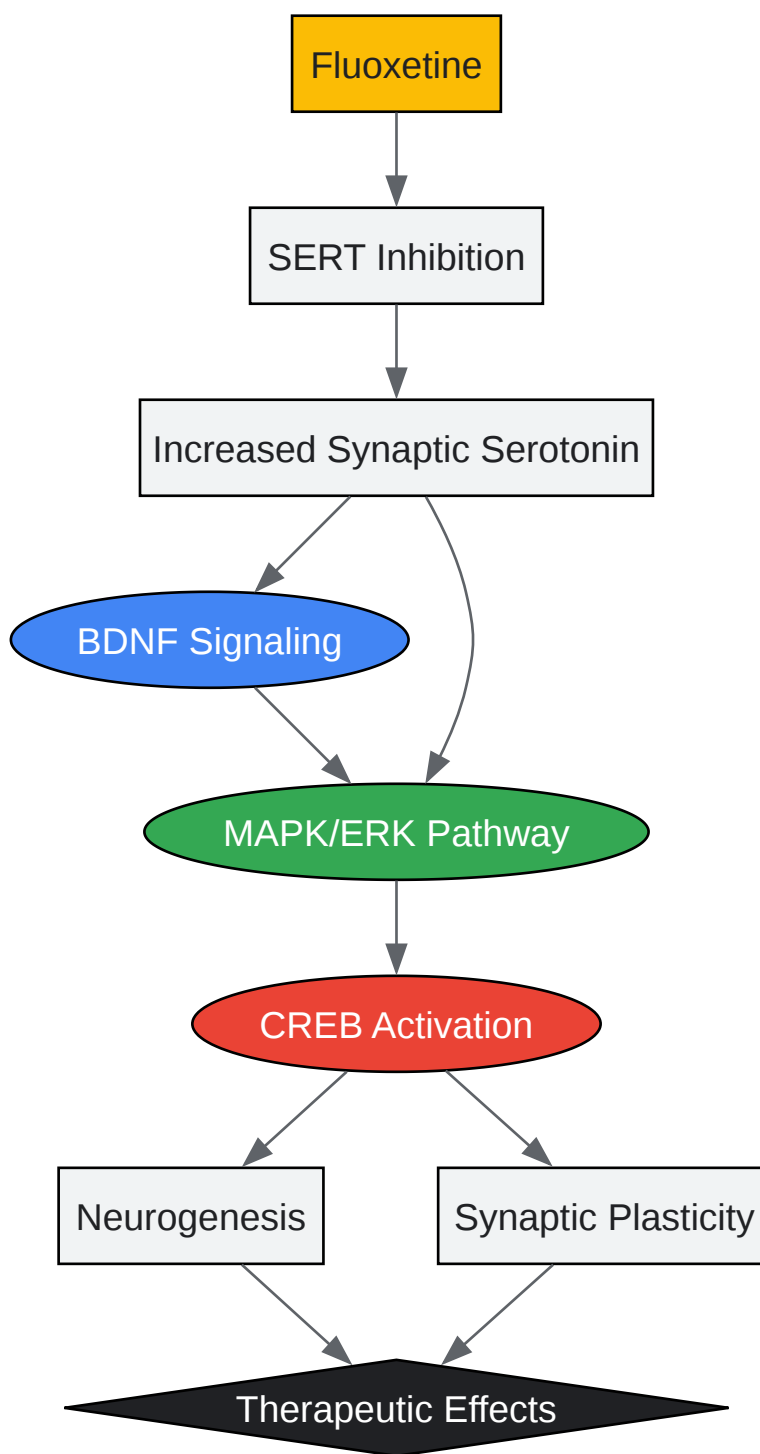 Fluoxetine
SERT Inhibition
Increased Synaptic Serotonin
BDNF Signaling
MAPK/ERK Pathway
CREB Activation
Neurogenesis
Synaptic Plasticity
Therapeutic Effects